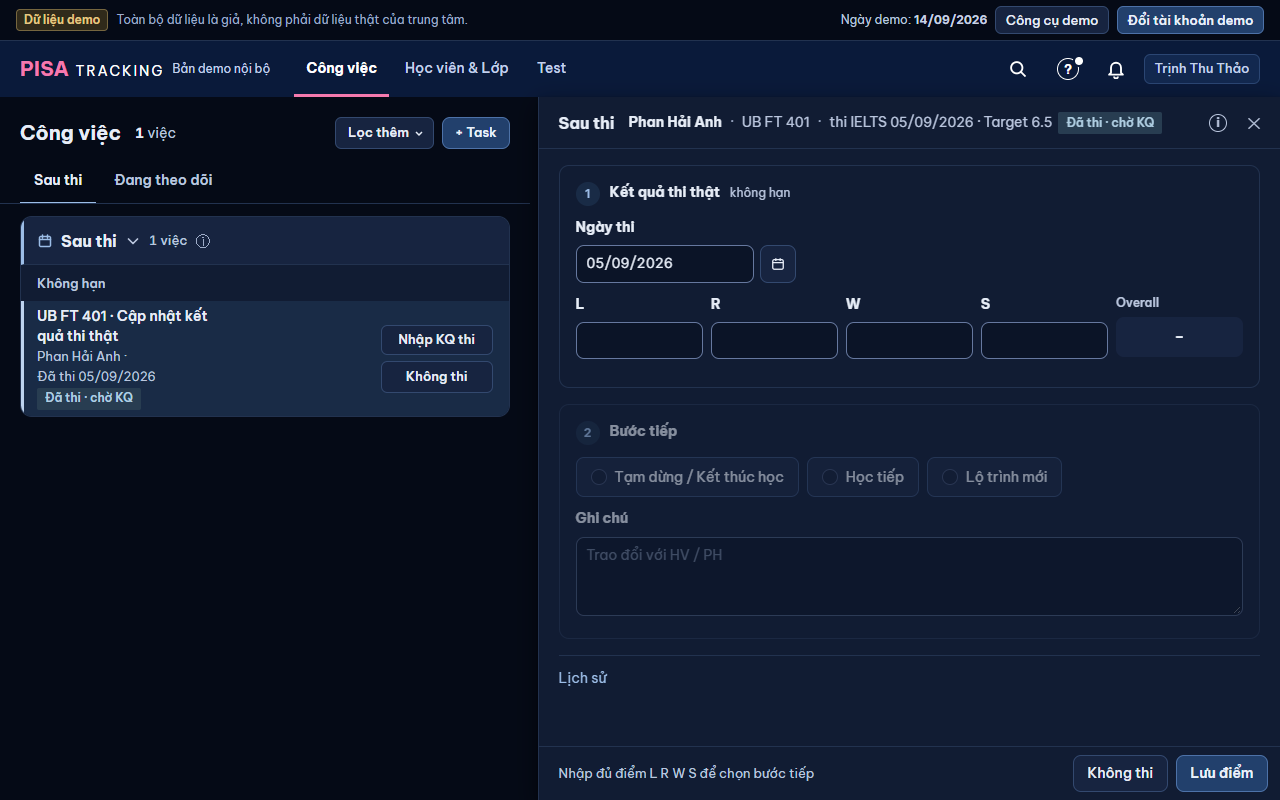 Dữ liệu demo Toàn bộ dữ liệu là giả, không phải dữ liệu thật của trung tâm. Ngày demo: 14/09/2026 Công cụ demo Đổi tài khoản demo
PISA TRACKING Bản demo nội bộ Công việc Học viên & Lớp Test ? Trịnh Thu Thảo
Công việc 1 việc Lọc thêm + Task
Sau thi Đang theo dõi
Sau thi 1 việc
Không hạn
UB FT 401 · Cập nhật kết
quả thi thật
Phan Hải Anh ·
Đã thi 05/09/2026
Đã thi · chờ KQ
Nhập KQ thi
Không thi
Sau thi Phan Hải Anh · UB FT 401 · thi IELTS 05/09/2026 · Target 6.5 Đã thi · chờ KQ
1 Kết quả thi thật không hạn
Ngày thi
05/09/2026
L R W S Overall
–
2 Bước tiếp
Tạm dừng / Kết thúc học Học tiếp Lộ trình mới
Ghi chú
Trao đổi với HV / PH
Lịch sử
Nhập đủ điểm L R W S để chọn bước tiếp Không thi Lưu điểm